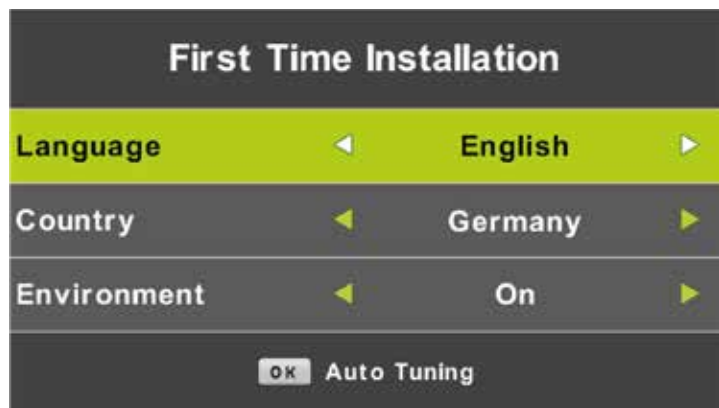 First Time Installation
Language English
Country Germany
Environment On
OK Auto Tuning